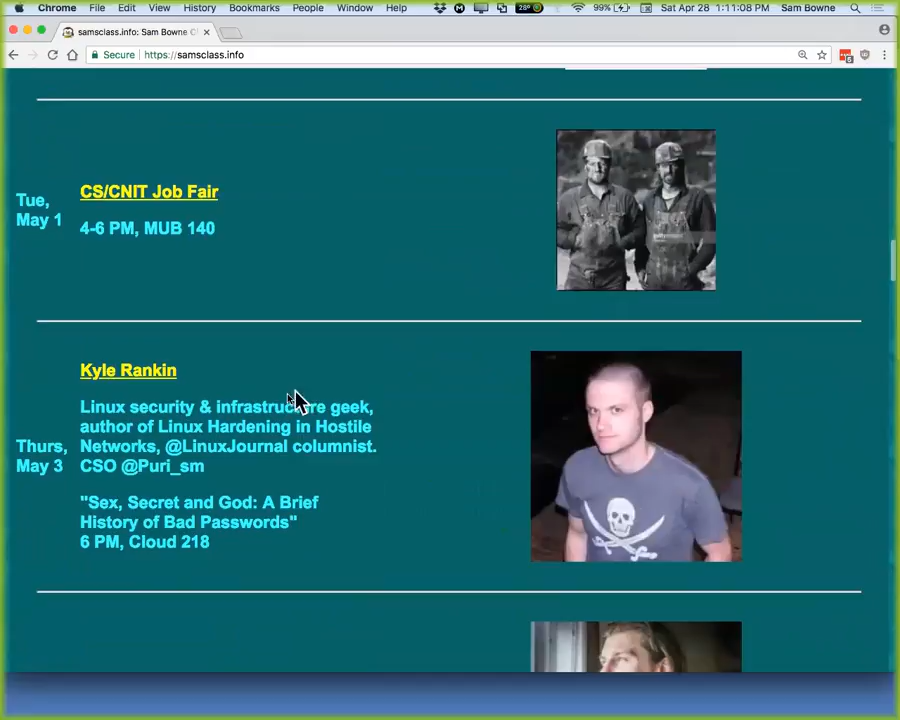 Chrome File Edit View History Bookmarks People Window Help 28° 99% Sat Apr 28 1:11:08 PM Sam Bowne
samsclass.info: Sam Bowne C
Secure https://samsclass.info
6
CS/CNIT Job Fair
Tue,
May 1
4-6 PM, MUB 140
Kyle Rankin
Linux security & infrastructure geek,
author of Linux Hardening in Hostile
Networks, @LinuxJournal columnist.
CSO @Puri_sm
Thurs,
May 3
"Sex, Secret and God: A Brief
History of Bad Passwords"
6 PM, Cloud 218